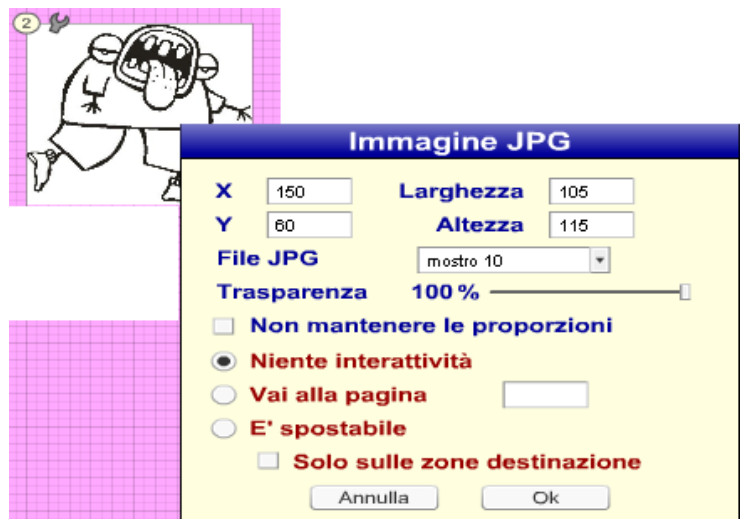 2
Immagine JPG
X 150 Larghezza 105
Y 60 Altezza 115
File JPG mostro 10
Trasparenza 100 %
Non mantenere le proporzioni
Niente interattività
Vai alla pagina
E' spostabile
Solo sulle zone destinazione
Annulla Ok